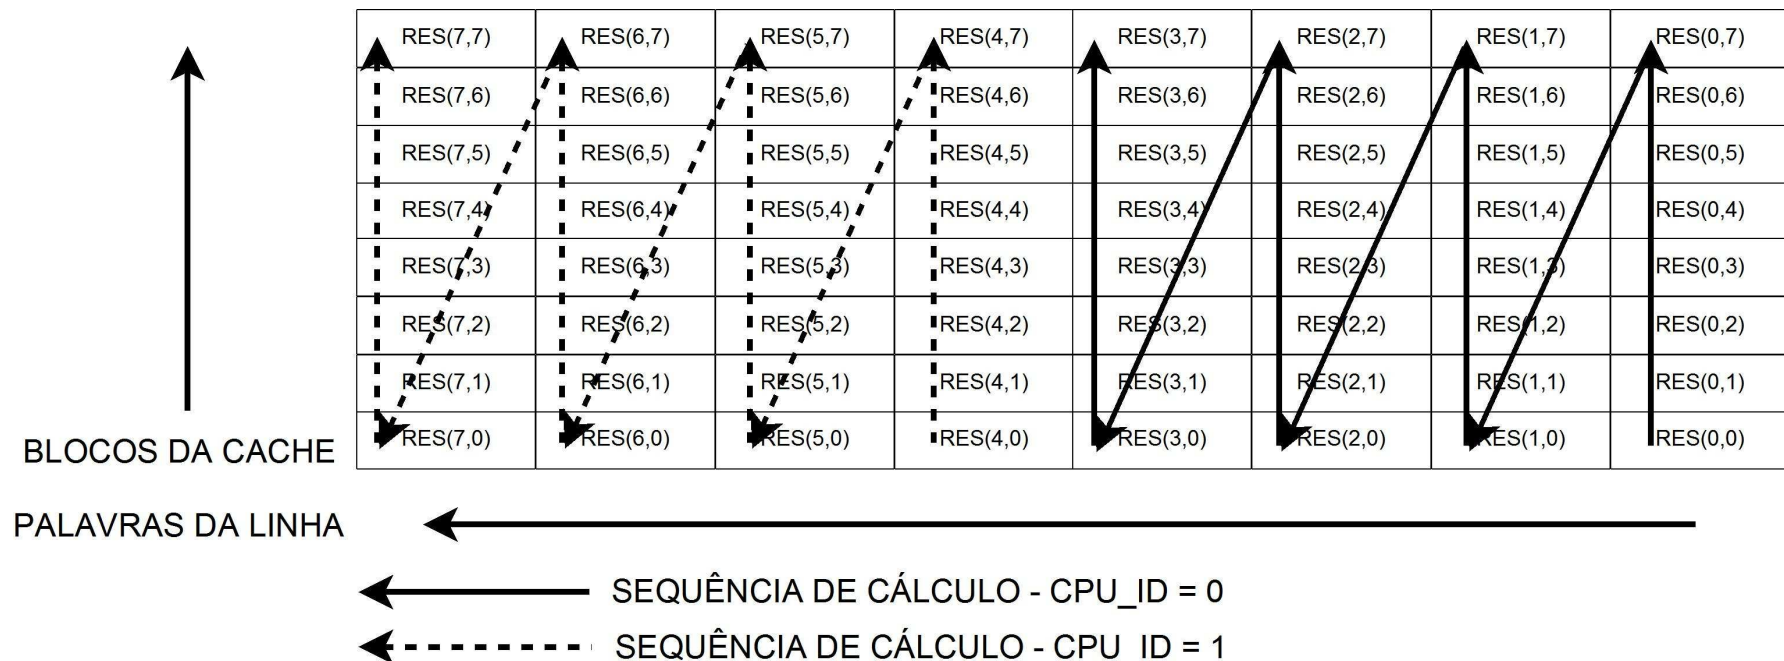 RES(7,7) RES(6,7) RES(5,7) RES(4,7) RES(3,7) RES(2,7) RES(1,7) RES(0,7)
RES(7,6) RES(6,6) RES(5,6) RES(4,6) RES(3,6) RES(2,6) RES(1,6) RES(0,6)
RES(7,5) RES(6,5) RES(5,5) RES(4,5) RES(3,5) RES(2,5) RES(1,5) RES(0,5)
RES(7,4) RES(6,4) RES(5,4) RES(4,4) RES(3,4) RES(2,4) RES(1,4) RES(0,4)
RES(7,3) RES(6,3) RES(5,3) RES(4,3) RES(3,3) RES(2,3) RES(1,3) RES(0,3)
RES(7,2) RES(6,2) RES(5,2) RES(4,2) RES(3,2) RES(2,2) RES(1,2) RES(0,2)
RES(7,1) RES(6,1) RES(5,1) RES(4,1) RES(3,1) RES(2,1) RES(1,1) RES(0,1)
RES(7,0) RES(6,0) RES(5,0) RES(4,0) RES(3,0) RES(2,0) RES(1,0) RES(0,0)
BLOCOS DA CACHE
PALAVRAS DA LINHA
SEQUÊNCIA DE CÁLCULO - CPU_ID = 0
SEQUÊNCIA DE CÁLCULO - CPU ID = 1